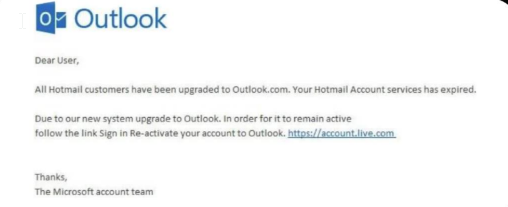 Outlook
Dear User,
All Hotmail customers have been upgraded to Outlook.com. Your Hotmail Account services has expired.
Due to our new system upgrade to Outlook. In order for it to remain active
follow the link Sign in Re-activate your account to Outlook. https://account.live.com
Thanks,
The Microsoft account team